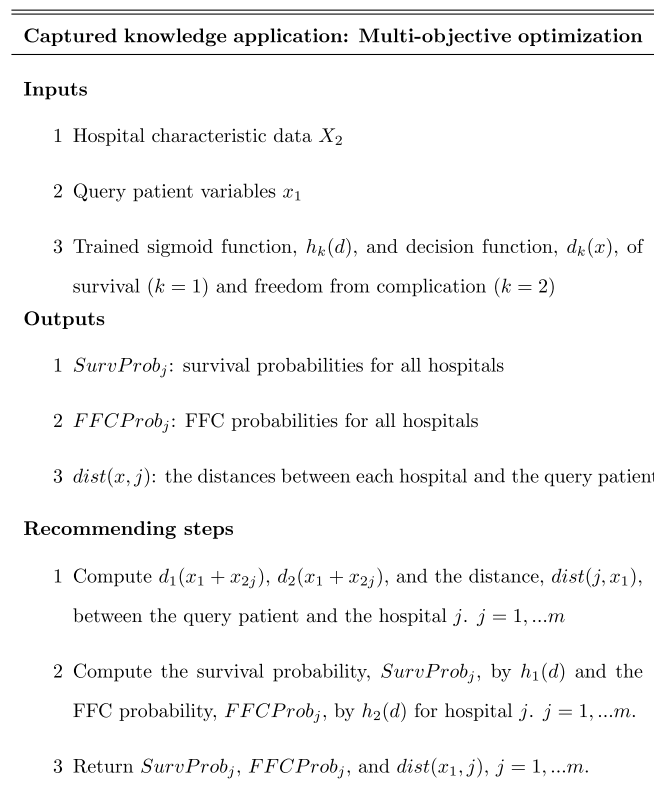 Captured knowledge application: Multi-objective optimization
Inputs
1 Hospital characteristic data X₂
2 Query patient variables x₁
3 Trained sigmoid function, hₖ(d), and decision function, dₖ(x), of
survival (k = 1) and freedom from complication (k = 2)
Outputs
1 SurvProbⱼ: survival probabilities for all hospitals
2 FFCProbⱼ: FFC probabilities for all hospitals
3 dist(x, j): the distances between each hospital and the query patient
Recommending steps
1 Compute d₁(x₁ + x₂ⱼ), d₂(x₁ + x₂ⱼ), and the distance, dist(j, x₁),
between the query patient and the hospital j. j = 1, ...m
2 Compute the survival probability, SurvProbⱼ, by h₁(d) and the
FFC probability, FFCProbⱼ, by h₂(d) for hospital j. j = 1, ...m.
3 Return SurvProbⱼ, FFCProbⱼ, and dist(x₁, j), j = 1, ...m.